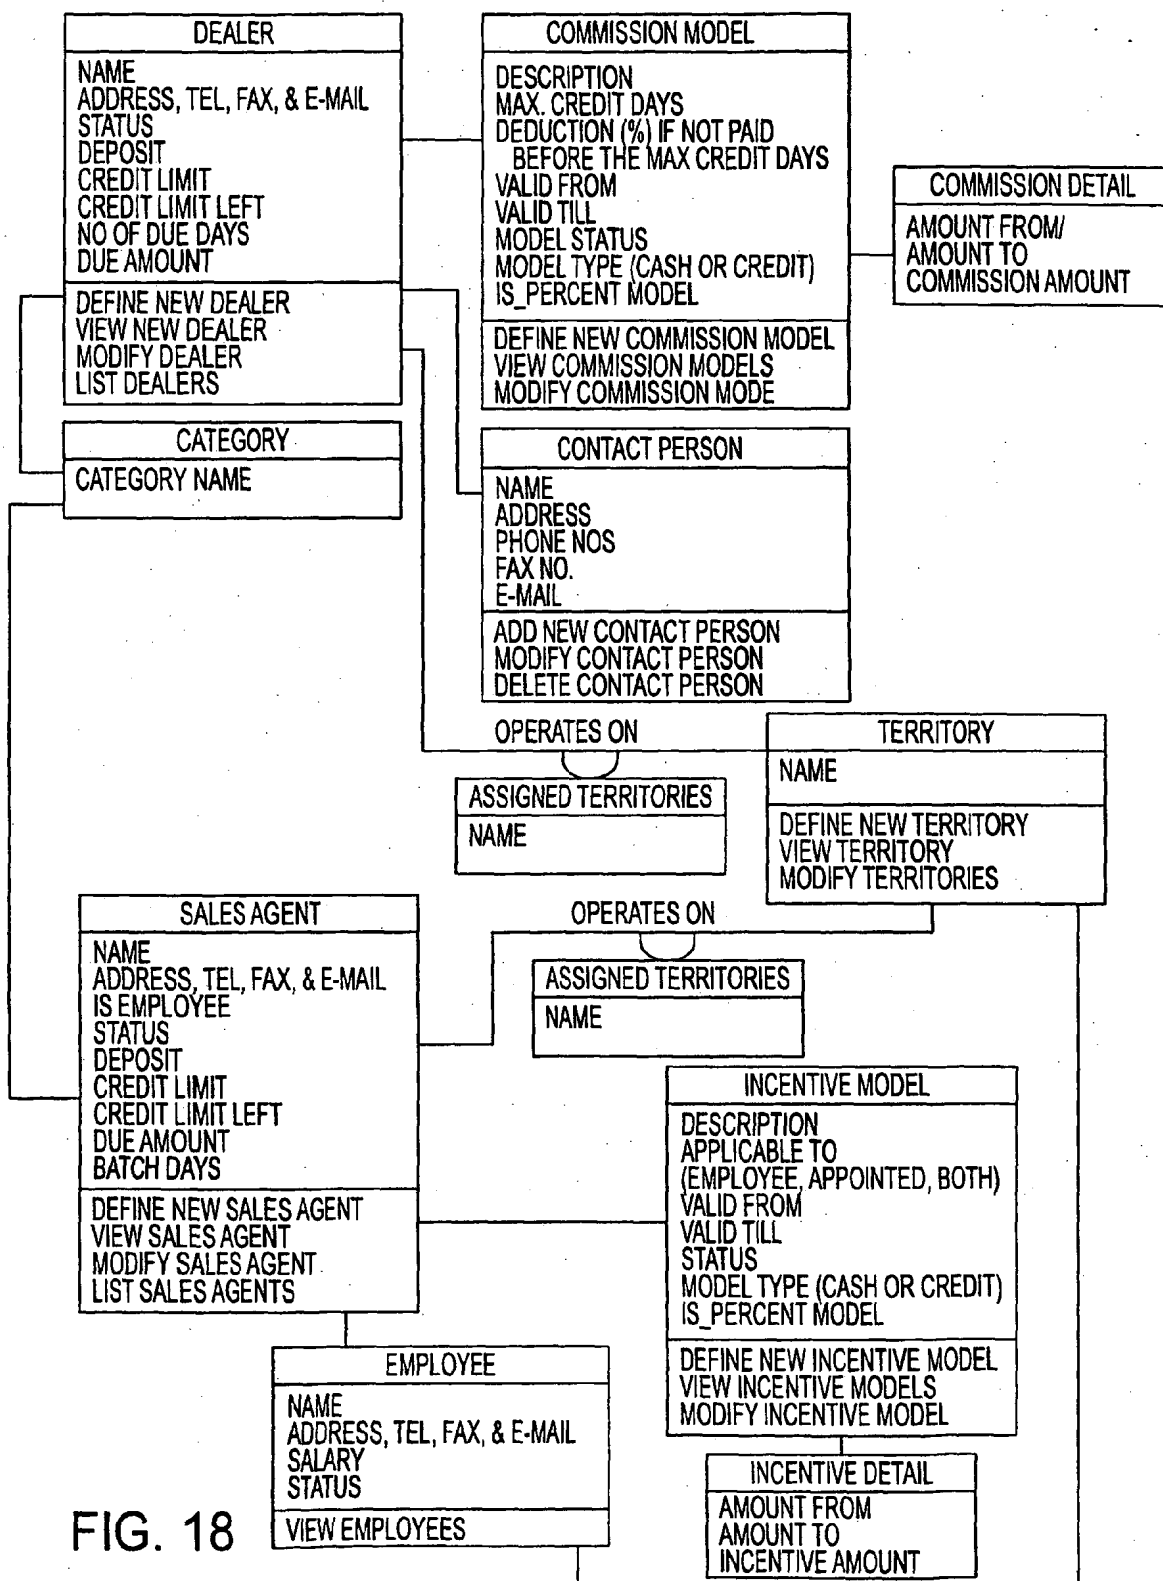 DEALER
NAME
ADDRESS, TEL, FAX, & E-MAIL
STATUS
DEPOSIT
CREDIT LIMIT
CREDIT LIMIT LEFT
NO OF DUE DAYS
DUE AMOUNT
DEFINE NEW DEALER
VIEW NEW DEALER
MODIFY DEALER
LIST DEALERS
COMMISSION MODEL
DESCRIPTION
MAX. CREDIT DAYS
DEDUCTION (%) IF NOT PAID
BEFORE THE MAX CREDIT DAYS
VALID FROM
VALID TILL
MODEL STATUS
MODEL TYPE (CASH OR CREDIT)
IS_PERCENT MODEL
DEFINE NEW COMMISSION MODEL
VIEW COMMISSION MODELS
MODIFY COMMISSION MODE
COMMISSION DETAIL
AMOUNT FROM/
AMOUNT TO
COMMISSION AMOUNT
CATEGORY
CATEGORY NAME
CONTACT PERSON
NAME
ADDRESS
PHONE NOS
FAX NO.
E-MAIL
ADD NEW CONTACT PERSON
MODIFY CONTACT PERSON
DELETE CONTACT PERSON
OPERATES ON
ASSIGNED TERRITORIES
NAME
TERRITORY
NAME
DEFINE NEW TERRITORY
VIEW TERRITORY
MODIFY TERRITORIES
SALES AGENT
NAME
ADDRESS, TEL, FAX, & E-MAIL
IS EMPLOYEE
STATUS
DEPOSIT
CREDIT LIMIT
CREDIT LIMIT LEFT
DUE AMOUNT
BATCH DAYS
DEFINE NEW SALES AGENT
VIEW SALES AGENT
MODIFY SALES AGENT
LIST SALES AGENTS
OPERATES ON
ASSIGNED TERRITORIES
NAME
INCENTIVE MODEL
DESCRIPTION
APPLICABLE TO
(EMPLOYEE, APPOINTED, BOTH)
VALID FROM
VALID TILL
STATUS
MODEL TYPE (CASH OR CREDIT)
IS_PERCENT MODEL
DEFINE NEW INCENTIVE MODEL
VIEW INCENTIVE MODELS
MODIFY INCENTIVE MODEL
EMPLOYEE
NAME
ADDRESS, TEL, FAX, & E-MAIL
SALARY
STATUS
VIEW EMPLOYEES
INCENTIVE DETAIL
AMOUNT FROM
AMOUNT TO
INCENTIVE AMOUNT
FIG. 18